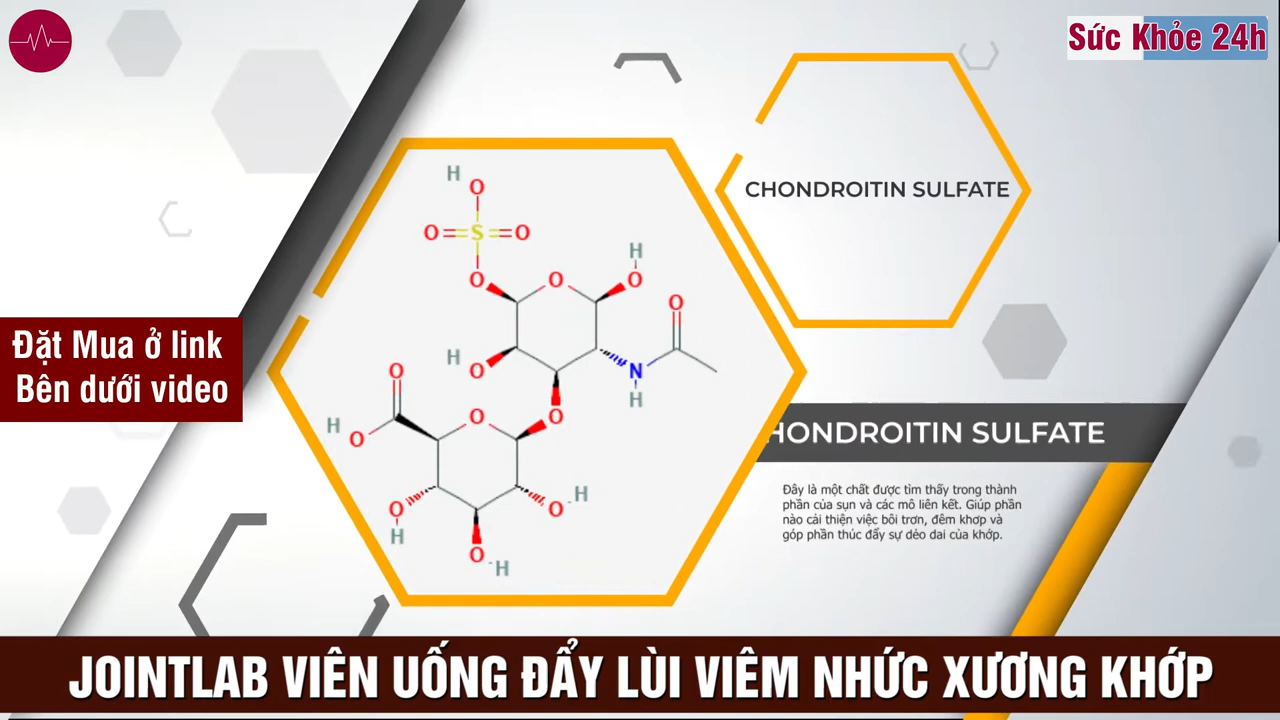 Sức Khỏe 24h
CHONDROITIN SULFATE
H
O
O=S=O
H
O
O
O
O
H
O
O
N
H
H
O
O
O
H
O
O
O
H
O
H
O
H
Đặt Mua ở link
Bên dưới video
HONDROITIN SULFATE
Đây là một chất được tìm thấy trong thành
phần của sụn và các mô liên kết. Giúp phần
nào cải thiện việc bôi trơn, đêm khơp và
góp phần thúc đẩy sự dẻo dai của khớp.
JOINTLAB VIÊN UỐNG ĐẨY LÙI VIÊM NHỨC XƯƠNG KHỚP